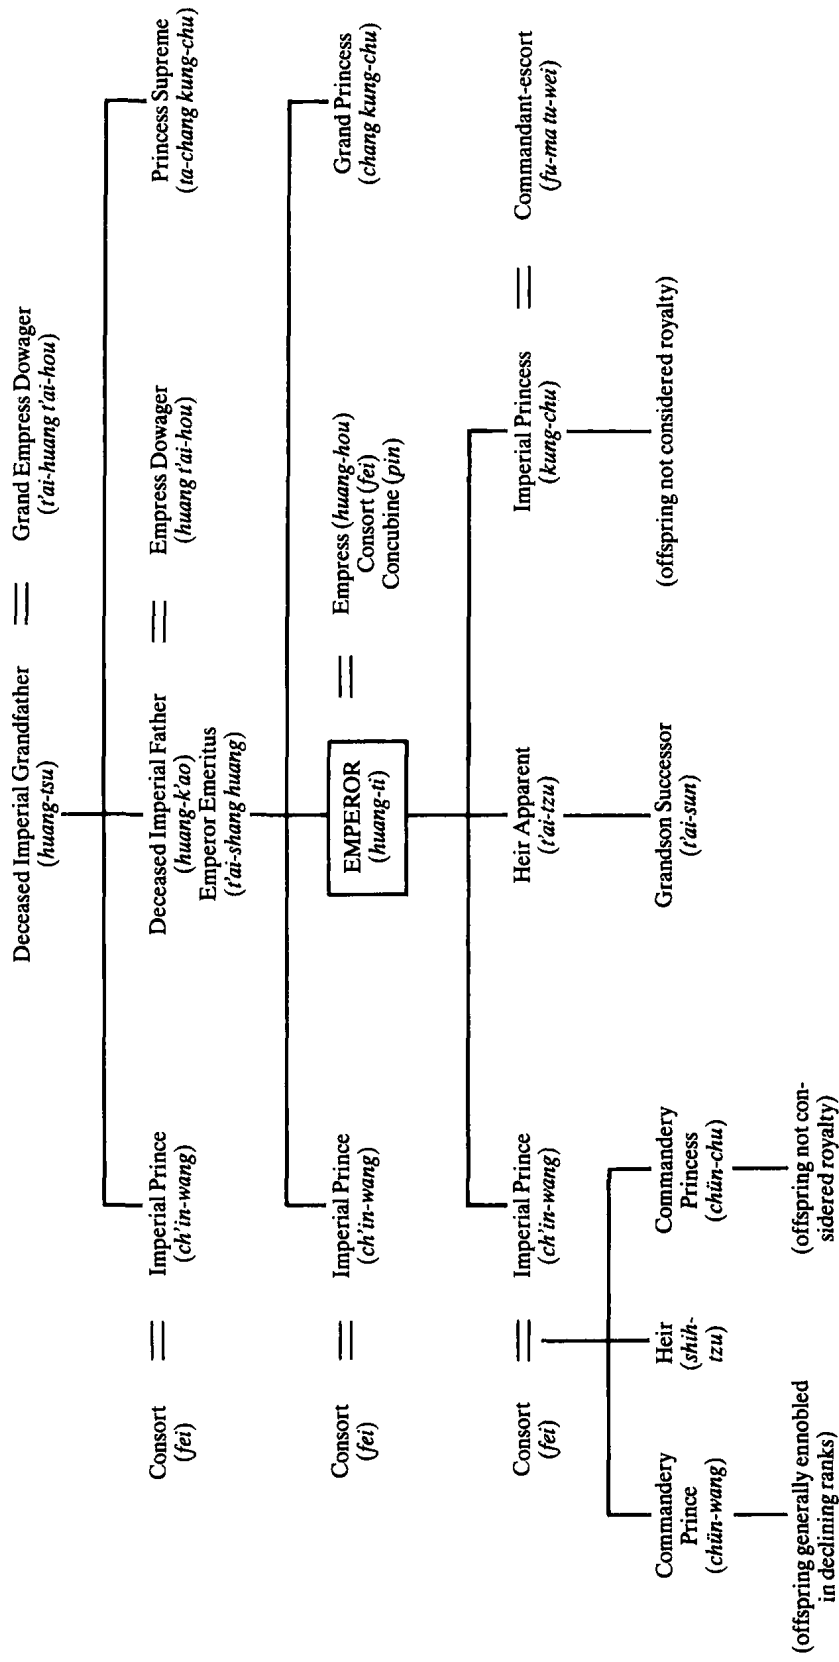 Deceased Imperial Grandfather
(huang-tsu)
=
Grand Empress Dowager
(t'ai-huang t'ai-hou)
Consort
(fei)
=
Imperial Prince
(ch'in-wang)
Deceased Imperial Father
(huang-k'ao)
Emperor Emeritus
(t'ai-shang huang)
=
Empress Dowager
(huang t'ai-hou)
Princess Supreme
(ta-chang kung-chu)
Consort
(fei)
=
Imperial Prince
(ch'in-wang)
EMPEROR
(huang-ti)
=
Empress (huang-hou)
Consort (fei)
Concubine (pin)
Grand Princess
(chang kung-chu)
Consort
(fei)
=
Imperial Prince
(ch'in-wang)
Heir Apparent
(t'ai-tzu)
Imperial Princess
(kung-chu)
=
Commandant-escort
(fu-ma tu-wei)
Commandery
Prince
(chün-wang)
Heir
(shih-
tzu)
Commandery
Princess
(chün-chu)
Grandson Successor
(t'ai-sun)
(offspring not considered royalty)
(offspring generally ennobled
in declining ranks)
(offspring not con-
sidered royalty)